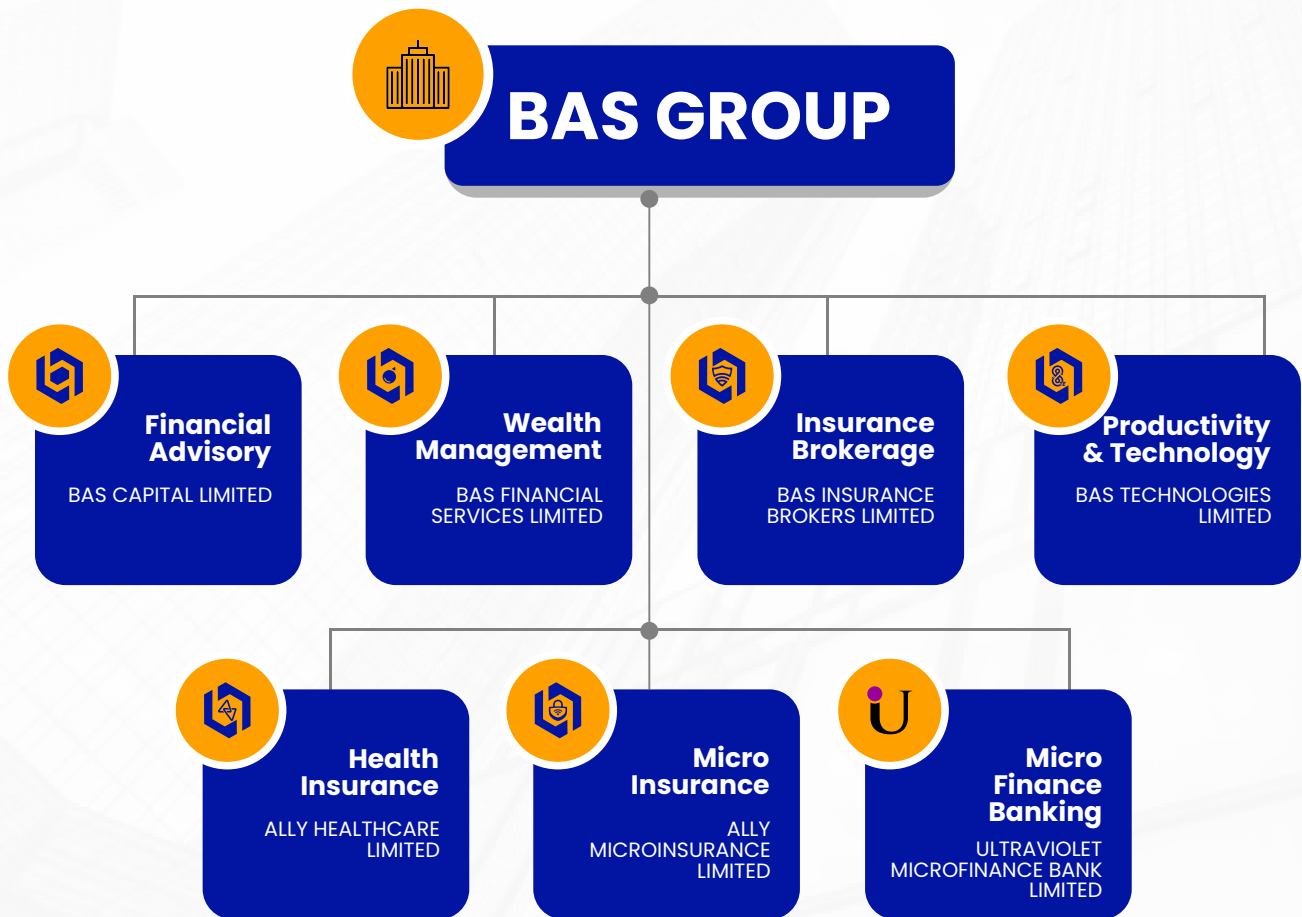 BAS GROUP
Financial
Advisory
BAS CAPITAL LIMITED
Wealth
Management
BAS FINANCIAL
SERVICES LIMITED
Insurance
Brokerage
BAS INSURANCE
BROKERS LIMITED
Productivity
& Technology
BAS TECHNOLOGIES
LIMITED
Health
Insurance
ALLY HEALTHCARE
LIMITED
Micro
Insurance
ALLY
MICROINSURANCE
LIMITED
Micro
Finance
Banking
ULTRAVIOLET
MICROFINANCE BANK
LIMITED